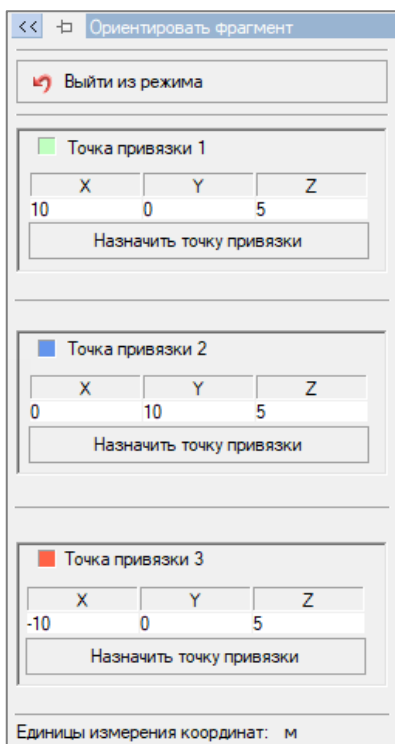 << Ориентировать фрагмент
Выйти из режима
Точка привязки 1
X Y Z
10 0 5
Назначить точку привязки
Точка привязки 2
X Y Z
0 10 5
Назначить точку привязки
Точка привязки 3
X Y Z
-10 0 5
Назначить точку привязки
Единицы измерения координат: м